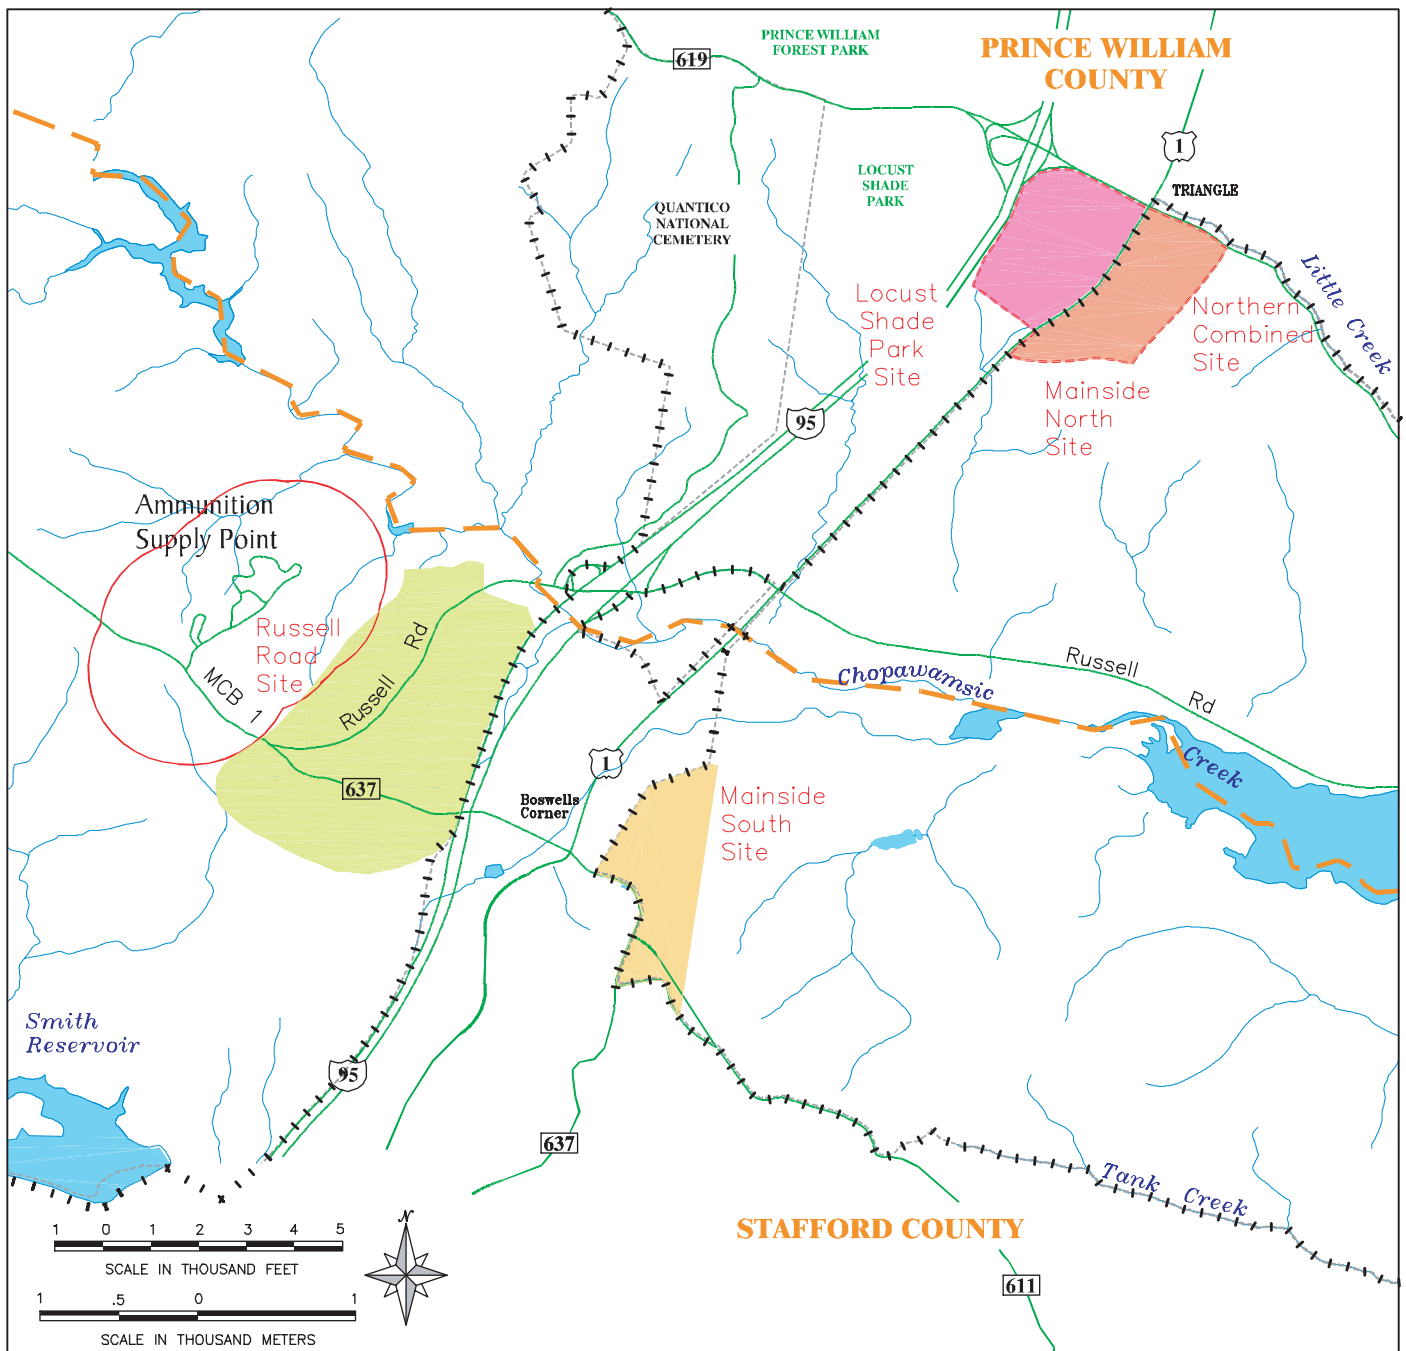 PRINCE WILLIAM
FOREST PARK
PRINCE WILLIAM
COUNTY
619
1
LOCUST
SHADE
PARK
TRIANGLE
QUANTICO
NATIONAL
CEMETERY
Little Creek
Locust
Shade
Park
Site
Northern
Combined
Site
Mainside
North
Site
95
Ammunition
Supply Point
Russell
Road
Site
MCB 1
Russell
Rd
Russell
Rd
Chopawamsic
Creek
637
1
Boswells
Corner
Mainside
South
Site
Smith
Reservoir
95
637
Tank Creek
STAFFORD COUNTY
611
1 0 1 2 3 4 5
SCALE IN THOUSAND FEET
1 .5 0 1
SCALE IN THOUSAND METERS
N